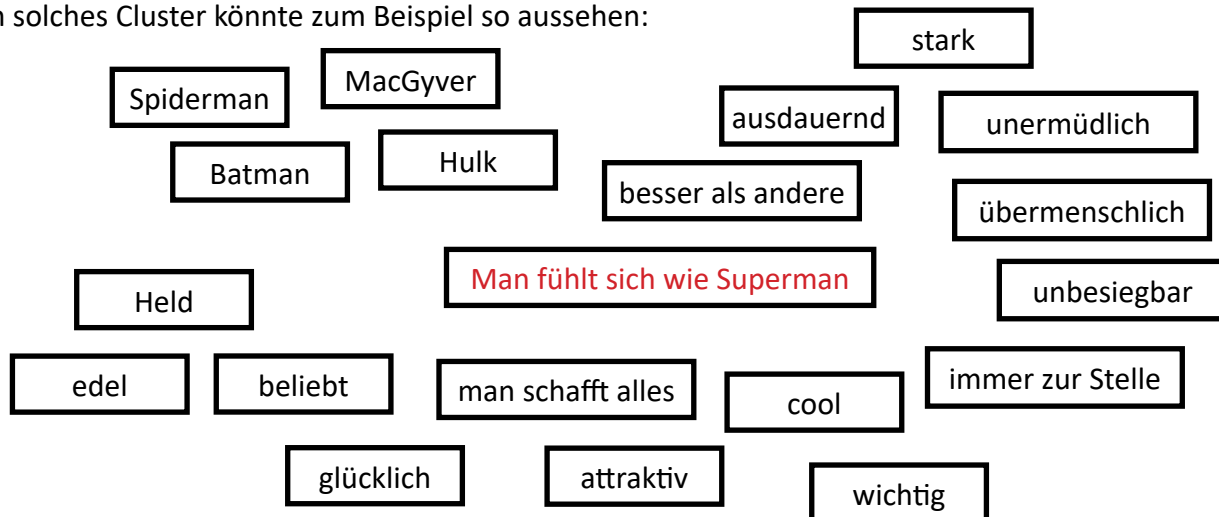 n solches Cluster könnte zum Beispiel so aussehen:
stark
MacGyver
Spiderman
ausdauernd
unermüdlich
Hulk
Batman
besser als andere
übermenschlich
Man fühlt sich wie Superman
unbesiegbar
Held
immer zur Stelle
edel
beliebt
man schafft alles
cool
glücklich
attraktiv
wichtig